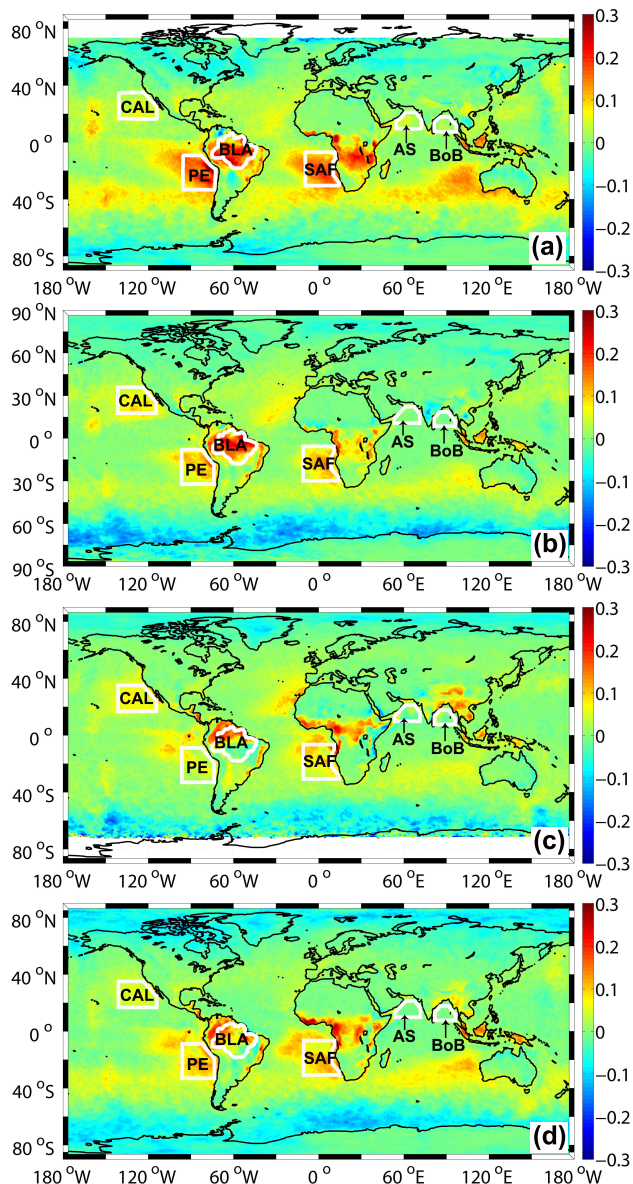 80 °N
40 °N
0 °
40 °S
80 °S
CAL
BLA
PE
SAF
AS
BoB
(a)
0.3
0.2
0.1
0
−0.1
−0.2
−0.3
180 °W 120 °W 60 °W 0 ° 60 °E 120 °E 180 °W
90 °N
60 °N
30 °N
0 °
30 °S
60 °S
90 °S
CAL
BLA
PE
SAF
AS
BoB
(b)
0.3
0.2
0.1
0
−0.1
−0.2
−0.3
180 °W 120 °W 60 °W 0 ° 60 °E 120 °E 180 °W
80 °N
40 °N
0 °
40 °S
80 °S
CAL
BLA
PE
SAF
AS
BoB
(c)
0.3
0.2
0.1
0
−0.1
−0.2
−0.3
180 °W 120 °W 60 °W 0 ° 60 °E 120 °E 180 °W
80 °N
40 °N
0 °
40 °S
80 °S
CAL
BLA
PE
SAF
AS
BoB
(d)
0.3
0.2
0.1
0
−0.1
−0.2
−0.3
180 °W 120 °W 60 °W 0 ° 60 °E 120 °E 180 °W